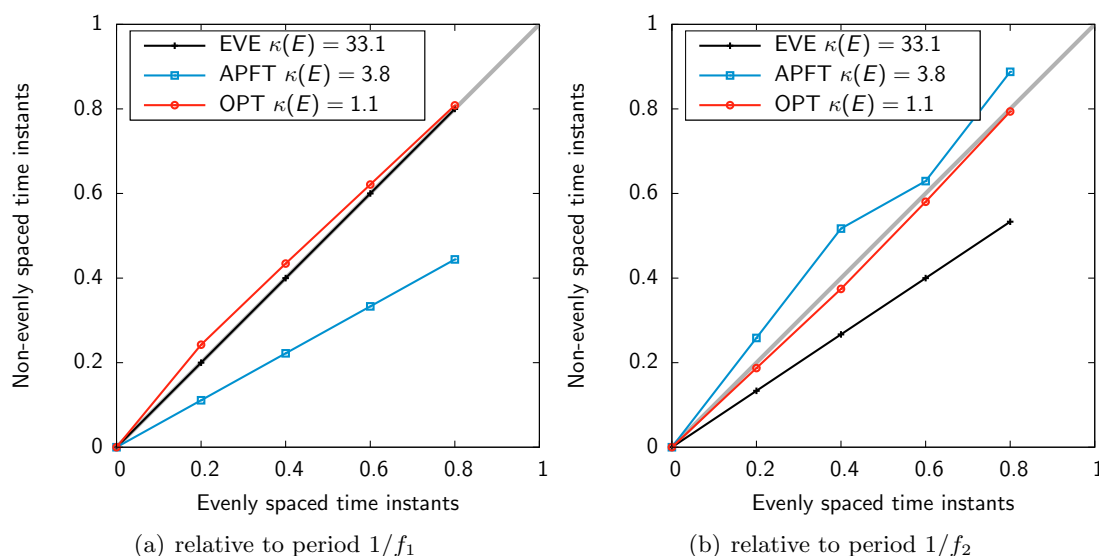 1
0.8
0.6
0.4
0.2
0
0 0.2 0.4 0.6 0.8 1
Non-evenly spaced time instants
Evenly spaced time instants
EVE κ(E) = 33.1
APFT κ(E) = 3.8
OPT κ(E) = 1.1
(a) relative to period 1/f₁
1
0.8
0.6
0.4
0.2
0
0 0.2 0.4 0.6 0.8 1
Non-evenly spaced time instants
Evenly spaced time instants
EVE κ(E) = 33.1
APFT κ(E) = 3.8
OPT κ(E) = 1.1
(b) relative to period 1/f₂